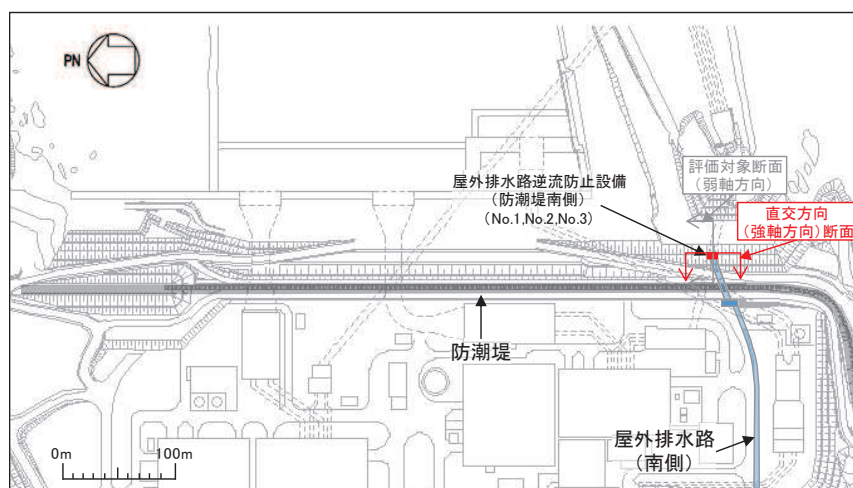 PN
評価対象断面
(弱軸方向)
屋外排水路逆流防止設備
(防潮堤南側)
(No.1,No.2,No.3)
直交方向
(強軸方向)断面
防潮堤
屋外排水路
(南側)
0m
100m